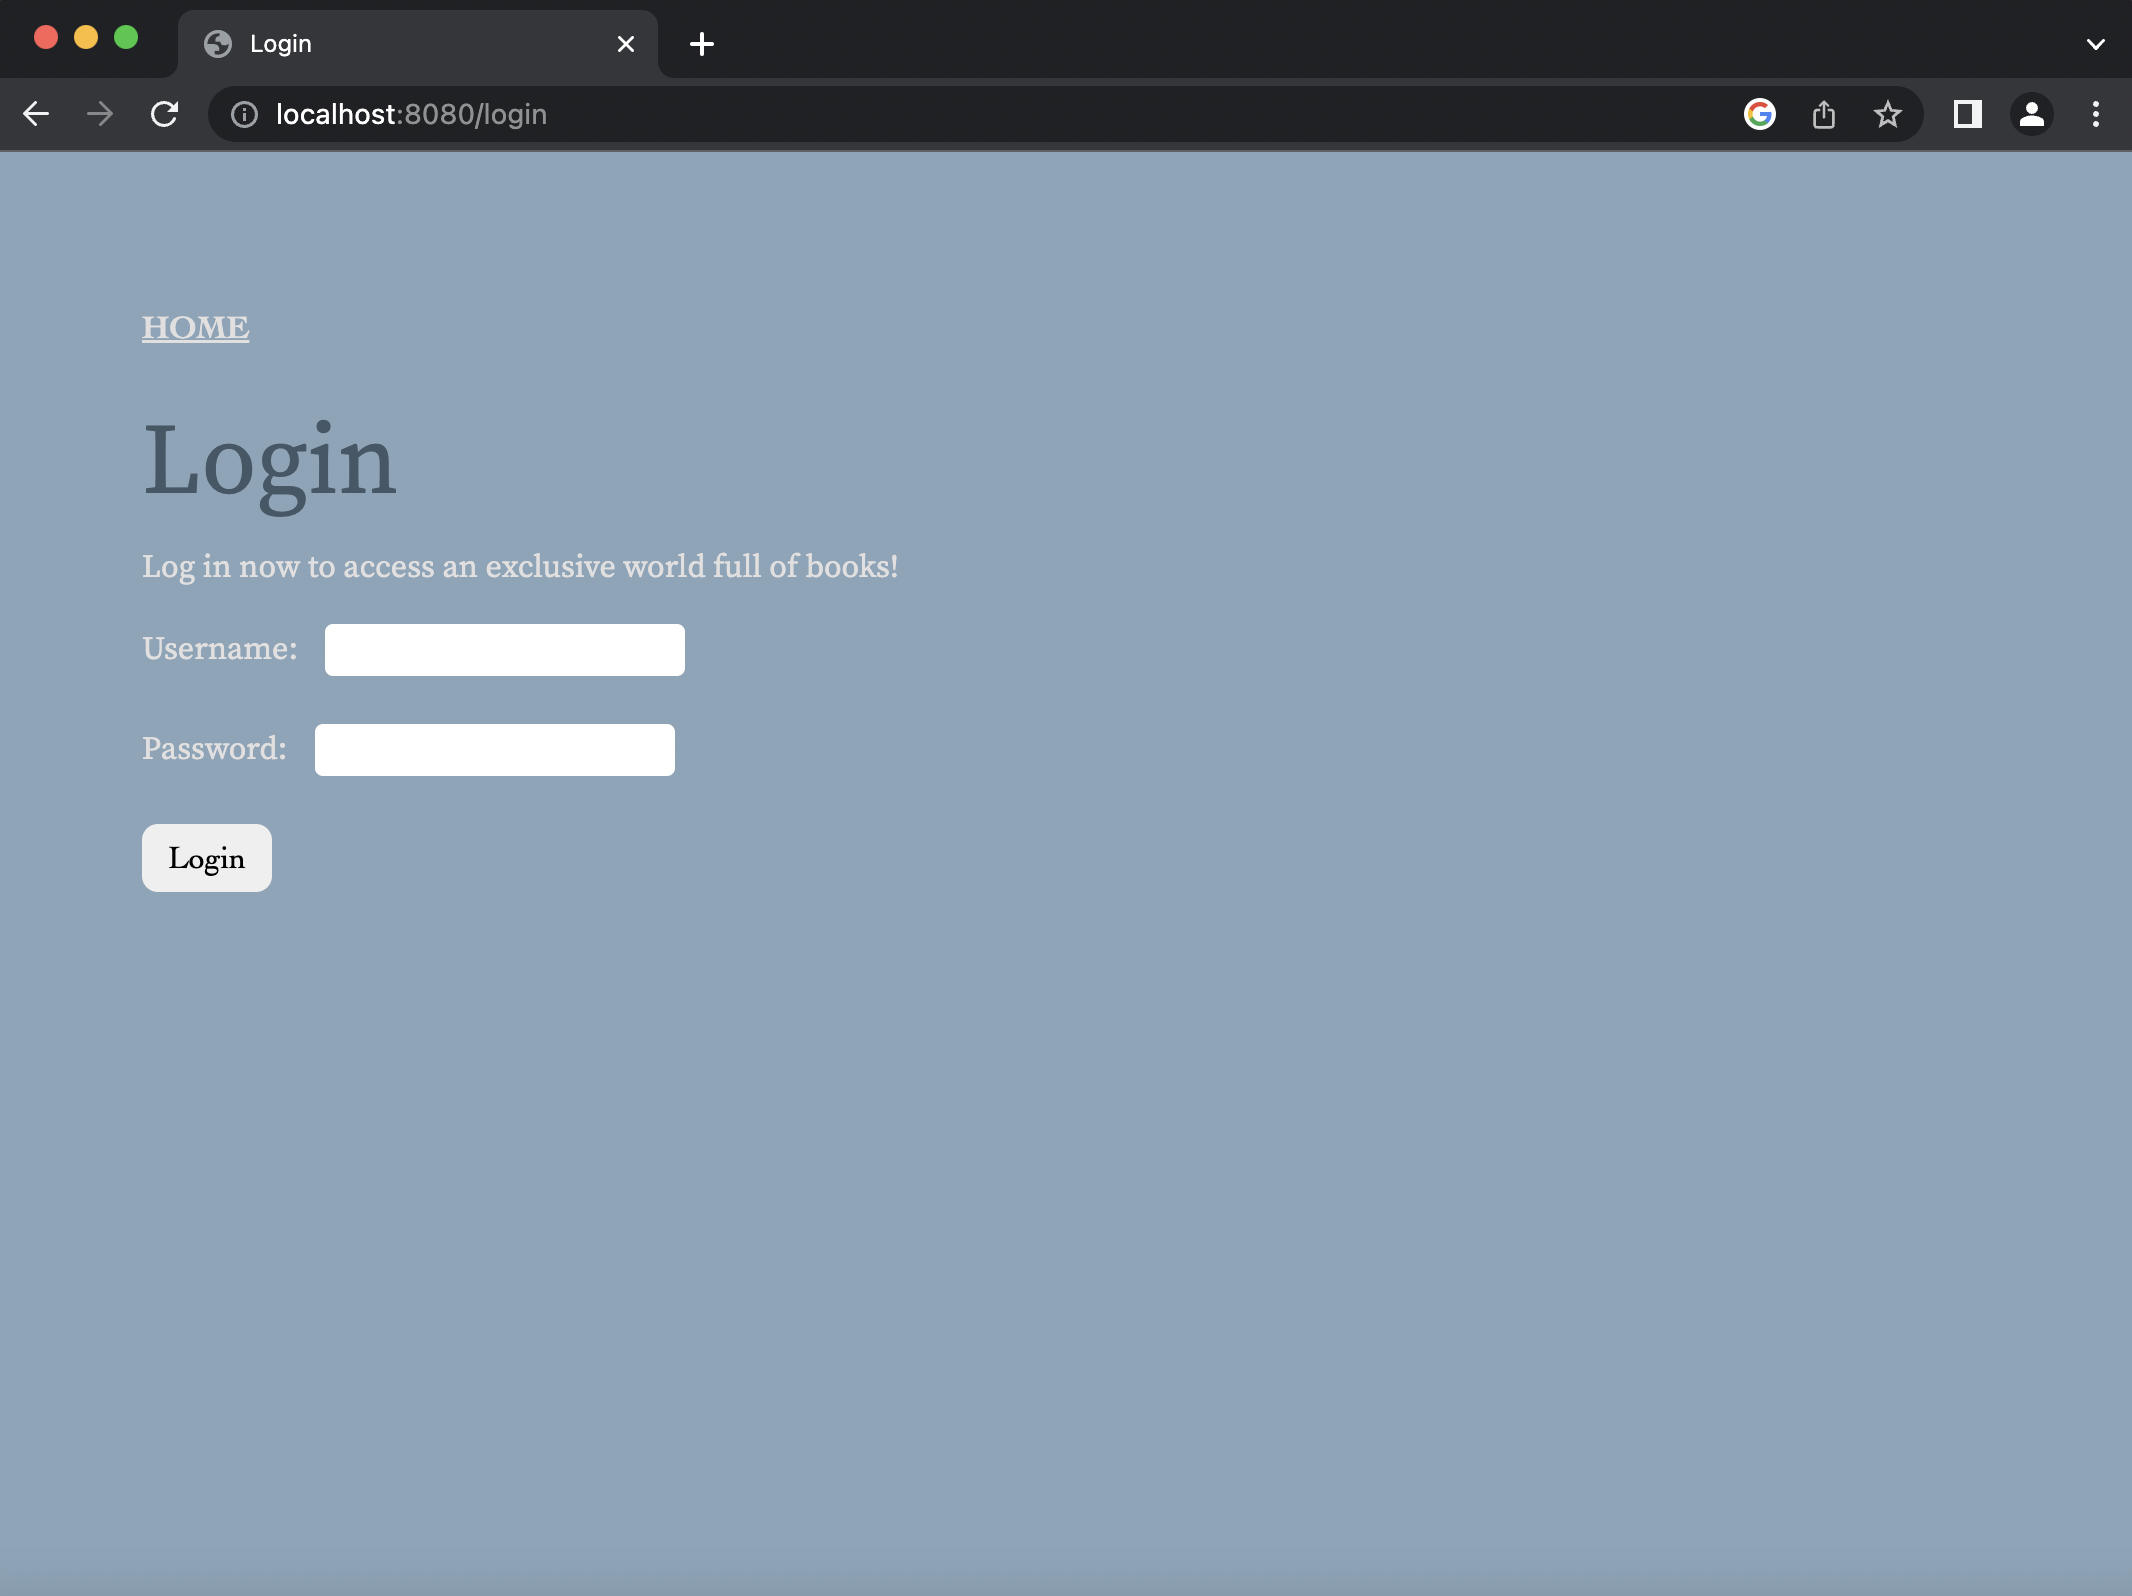 Login
localhost:8080/login
HOME
Login
Log in now to access an exclusive world full of books!
Username:
Password:
Login